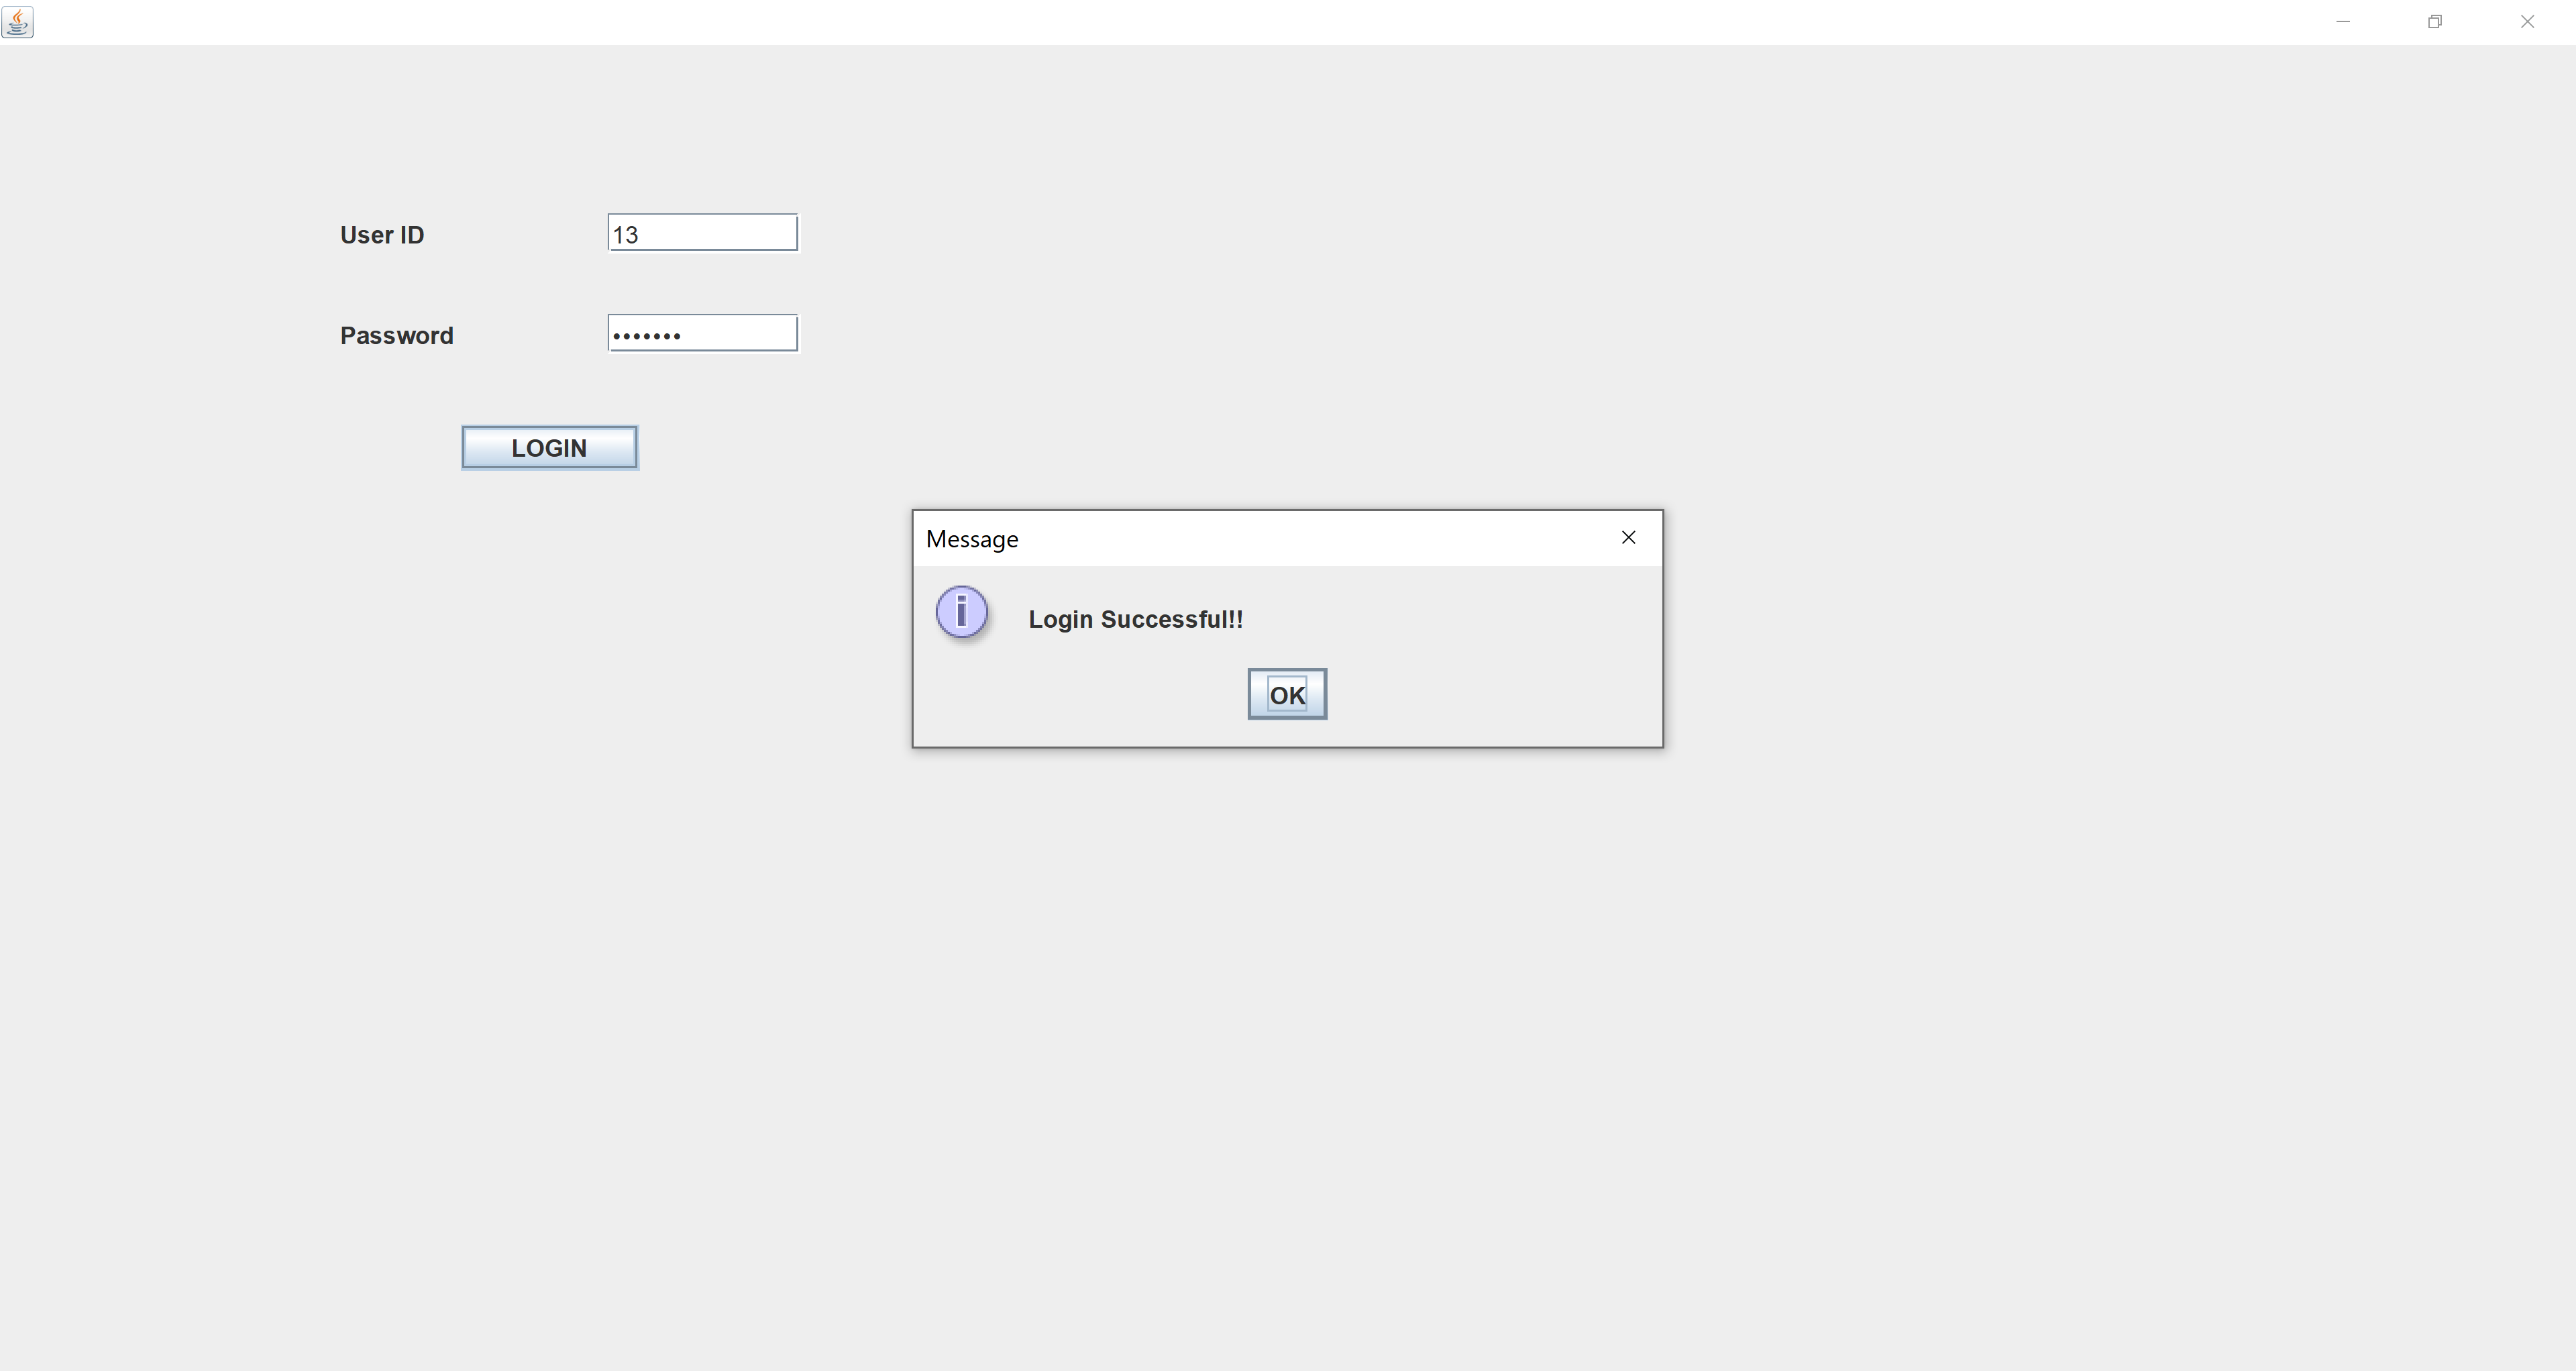 User ID 13
Password •••••••
LOGIN
Message
Login Successful!!
OK